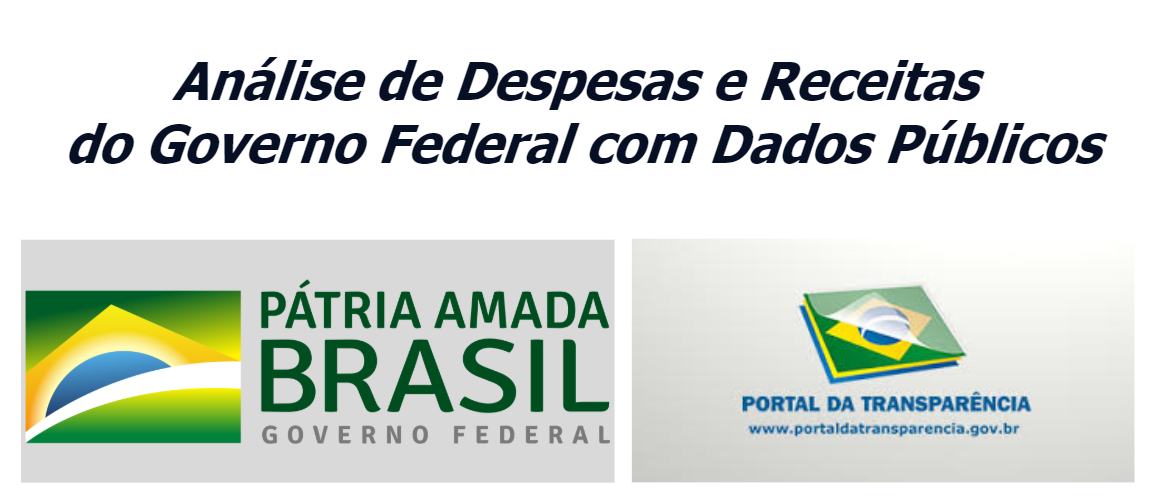 Análise de Despesas e Receitas
do Governo Federal com Dados Públicos
PÁTRIA AMADA
BRASIL
GOVERNO FEDERAL
PORTAL DA TRANSPARÊNCIA
www.portaldatransparencia.gov.br